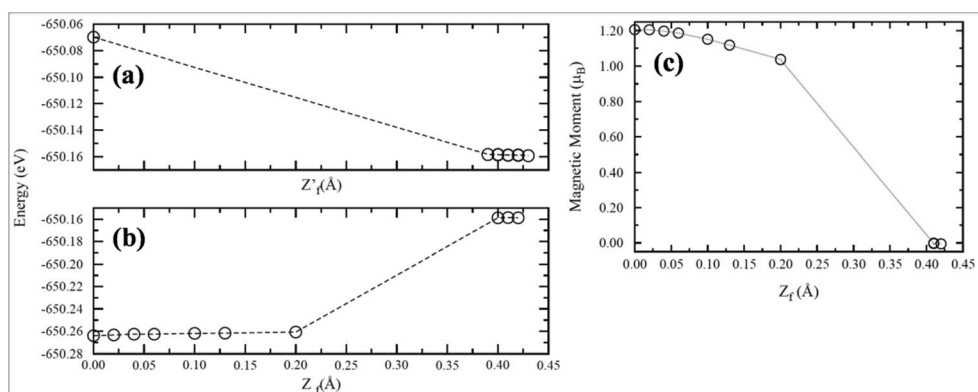 -650.06
-650.08
-650.10
-650.12
-650.14
-650.16
(a)
Z'f(Å)
Energy (eV)
-650.16
-650.18
-650.20
-650.22
-650.24
-650.26
-650.28
(b)
0.00 0.05 0.10 0.15 0.20 0.25 0.30 0.35 0.40 0.45
Zf(Å)
1.20
1.00
0.80
0.60
0.40
1.20
0.00
(c)
Magnetic Moment (μB)
0.00 0.05 0.10 0.15 0.20 0.25 0.30 0.35 0.40 0.45
Zf(Å)